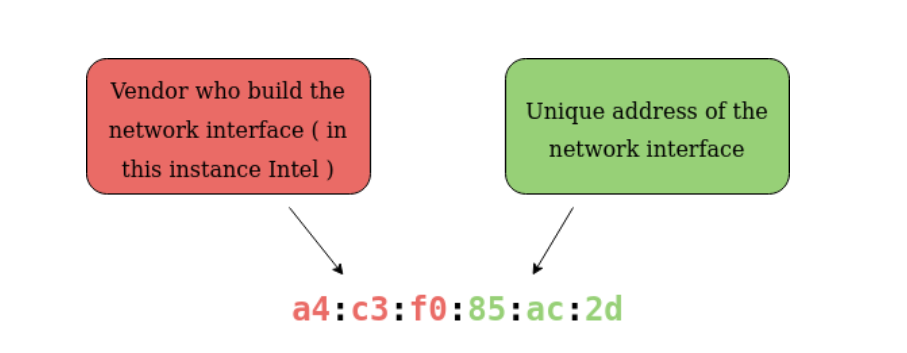 Vendor who build the
network interface ( in
this instance Intel )
Unique address of the
network interface
a4:c3:f0:85:ac:2d